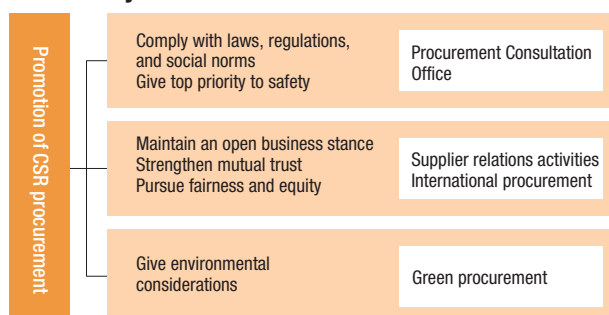 Promotion of CSR procurement
Comply with laws, regulations,
and social norms
Give top priority to safety
Procurement Consultation
Office
Maintain an open business stance
Strengthen mutual trust
Pursue fairness and equity
Supplier relations activities
International procurement
Give environmental
considerations
Green procurement